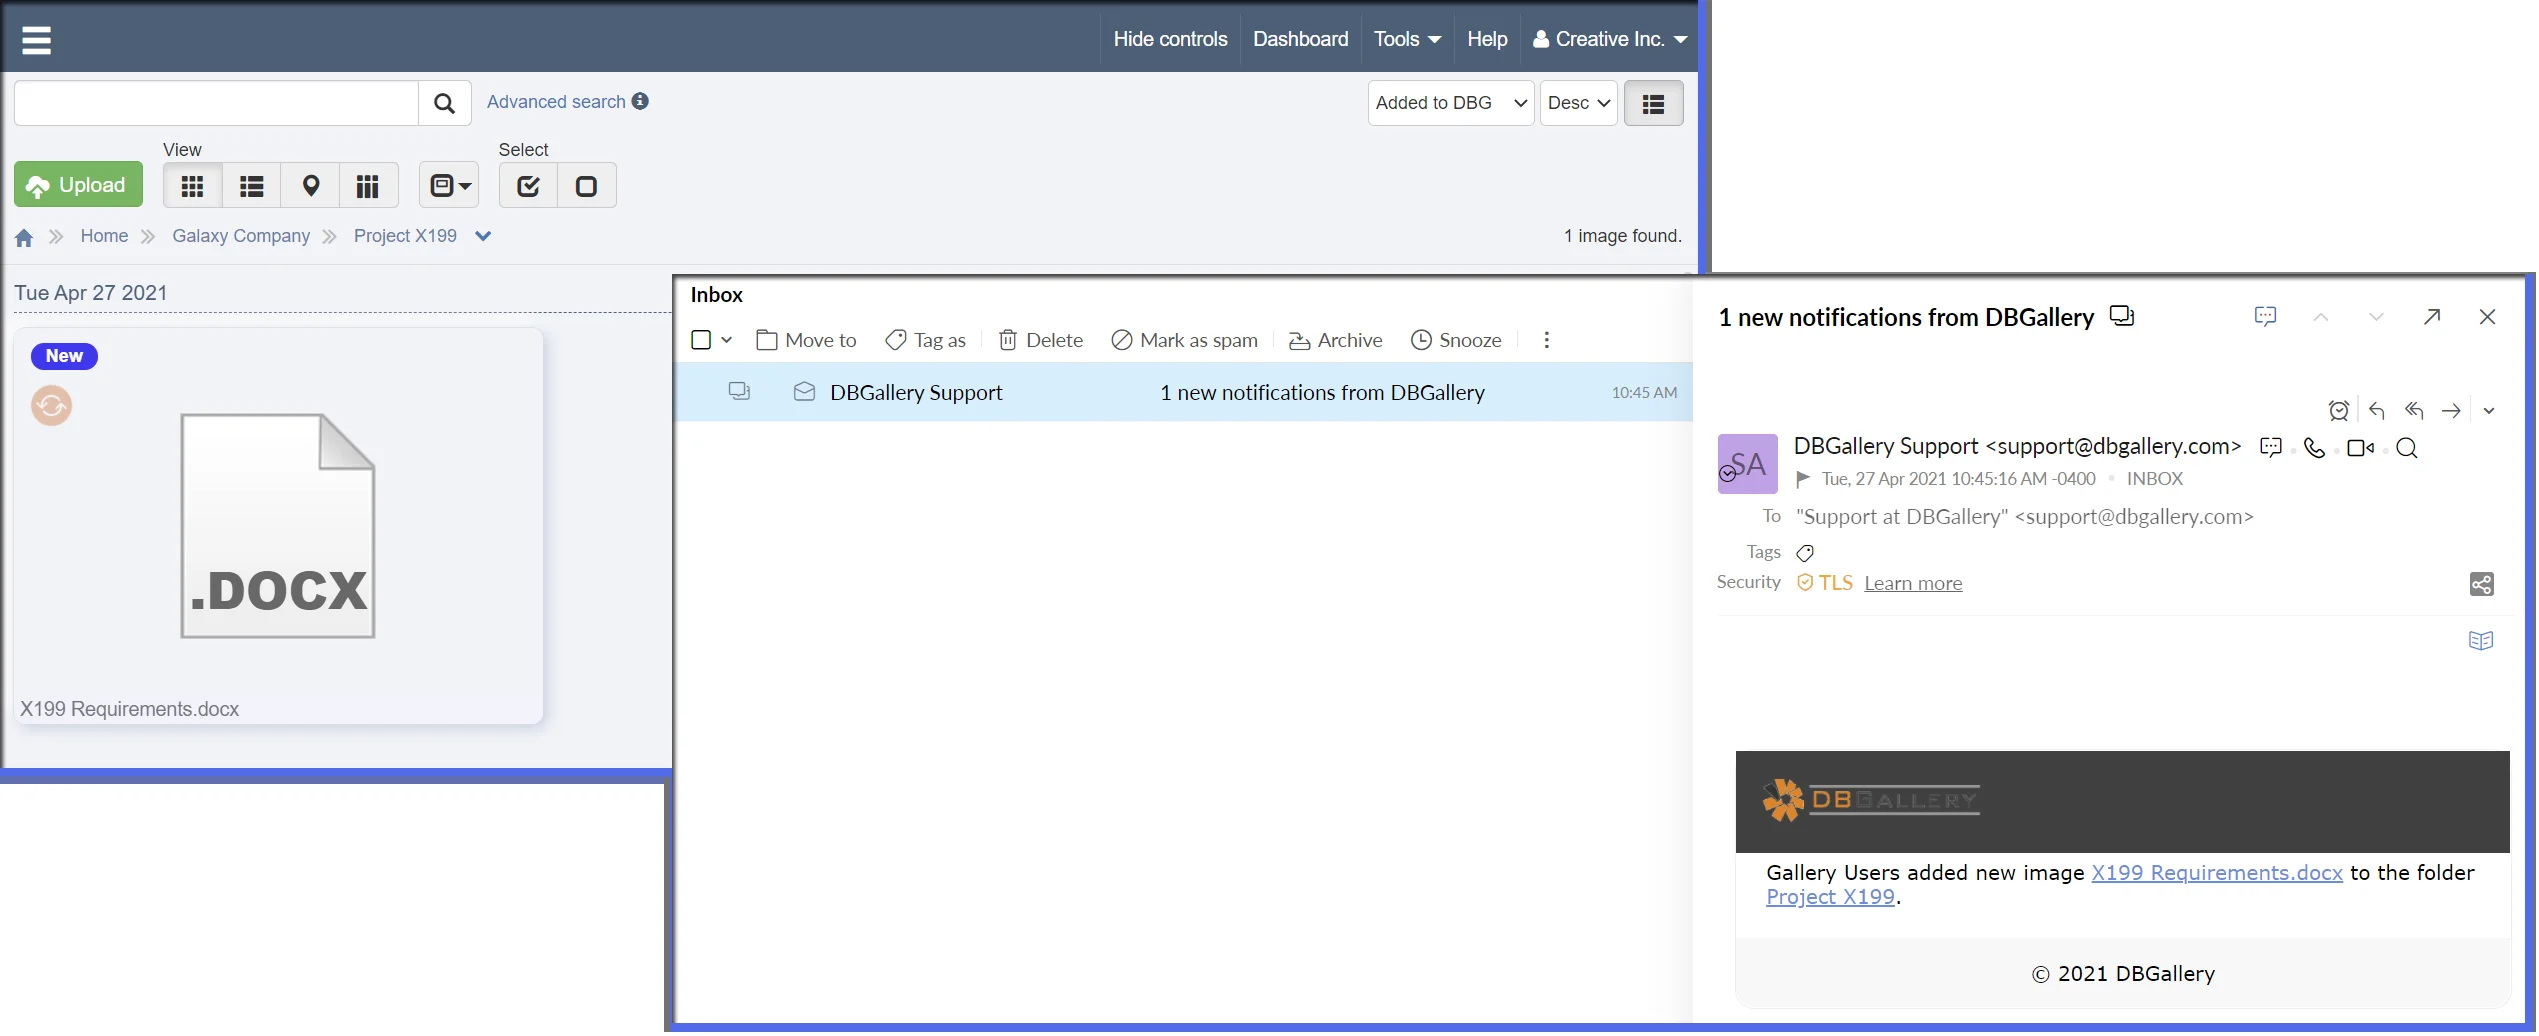 Hide controls
Dashboard
Tools
Help
Creative Inc.
Advanced search
Added to DBG
Desc
View
Select
Upload
Home
Galaxy Company
Project X199
1 image found.
Tue Apr 27 2021
New
.DOCX
X199 Requirements.docx
Inbox
Move to
Tag as
Delete
Mark as spam
Archive
Snooze
DBGallery Support
1 new notifications from DBGallery
10:45 AM
1 new notifications from DBGallery
SA
DBGallery Support <support@dbgallery.com>
Tue, 27 Apr 2021 10:45:16 AM -0400
INBOX
To "Support at DBGallery" <support@dbgallery.com>
Tags
Security TLS Learn more
DBGALLERY
Gallery Users added new image X199 Requirements.docx to the folder
Project X199.
© 2021 DBGallery